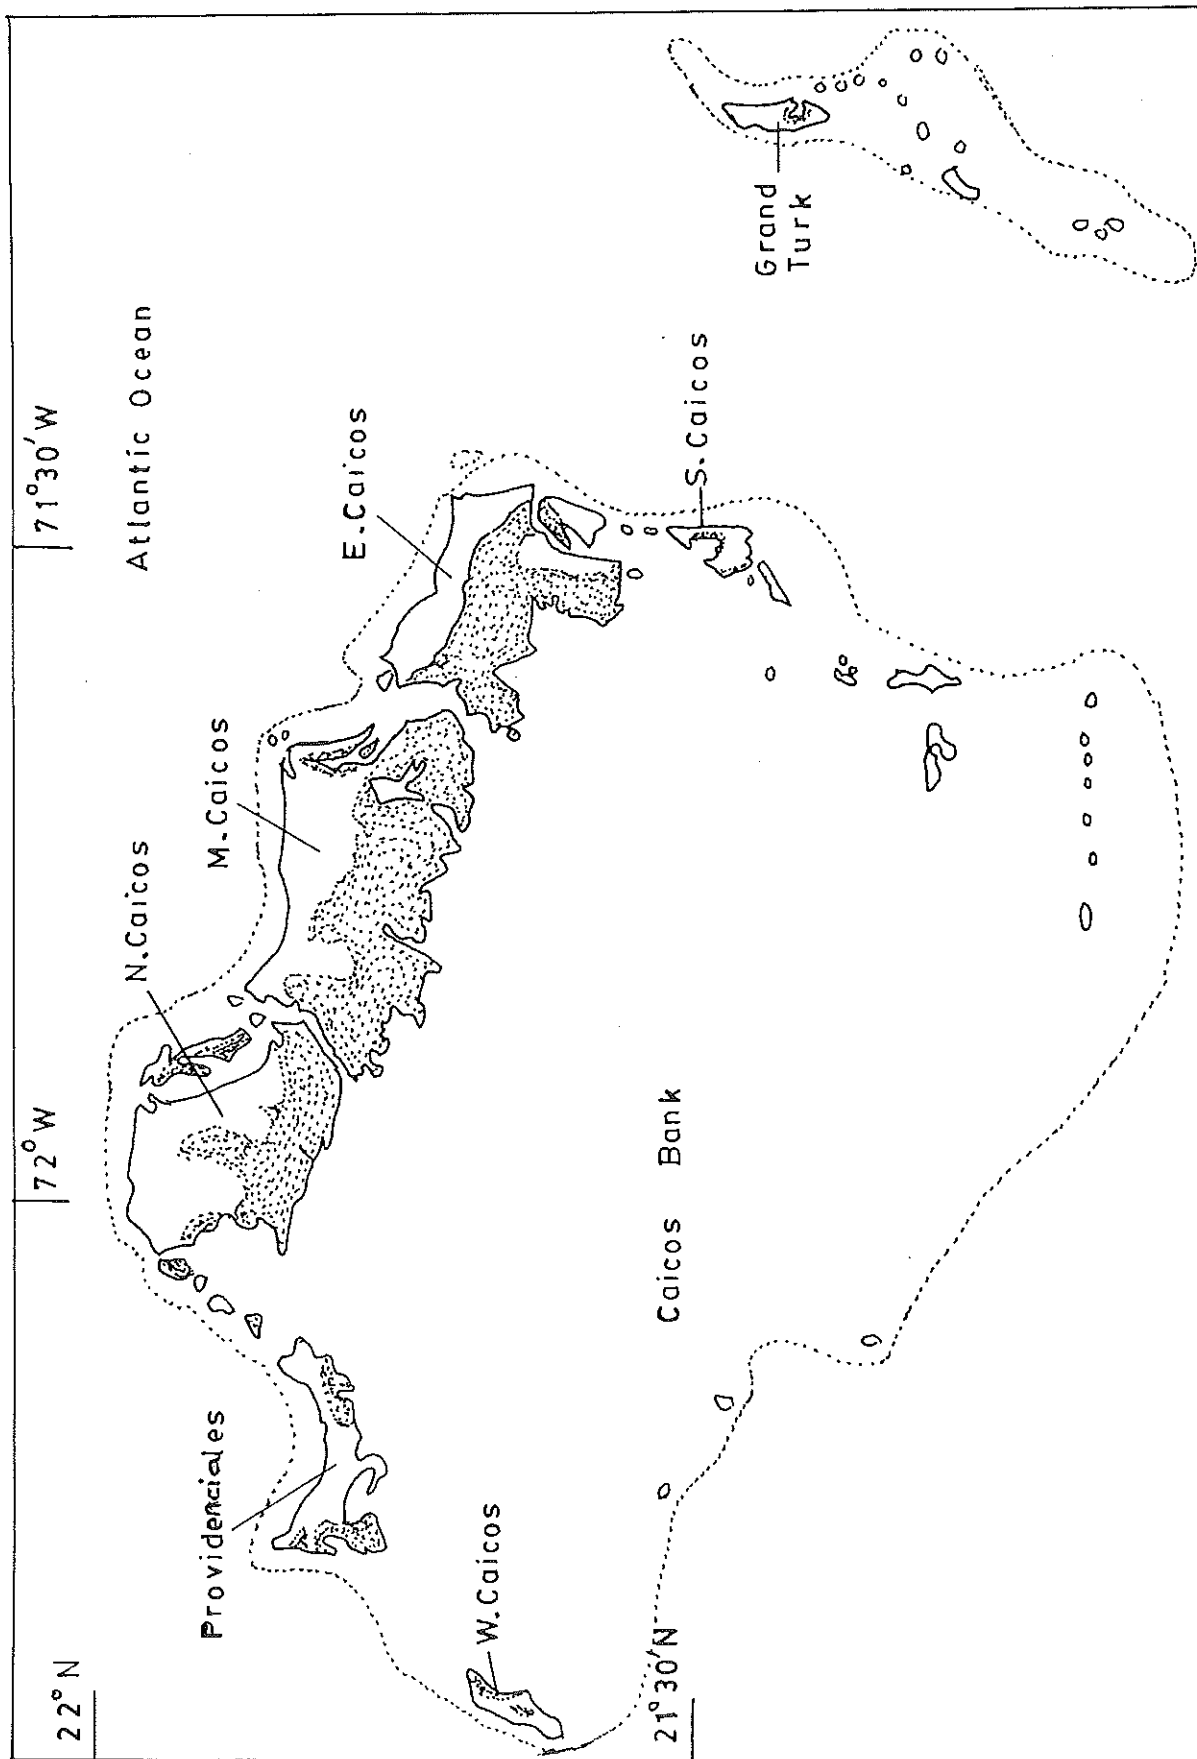 22°N
72°W
71°30'W
Atlantic Ocean
N.Caicos
M.Caicos
E.Caicos
Providenciales
W.Caicos
S.Caicos
Grand
Turk
Caicos Bank
21°30'N